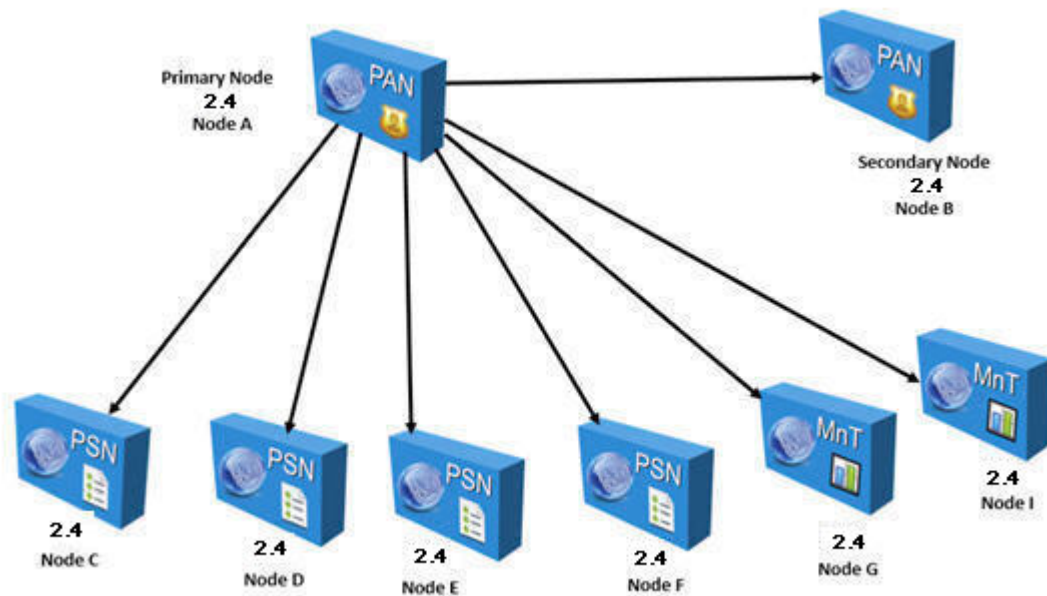 PAN
Primary Node
2.4
Node A
PAN
Secondary Node
2.4
Node B
PSN
2.4
Node C
PSN
2.4
Node D
PSN
2.4
Node E
PSN
2.4
Node F
MnT
2.4
Node G
MnT
2.4
Node I